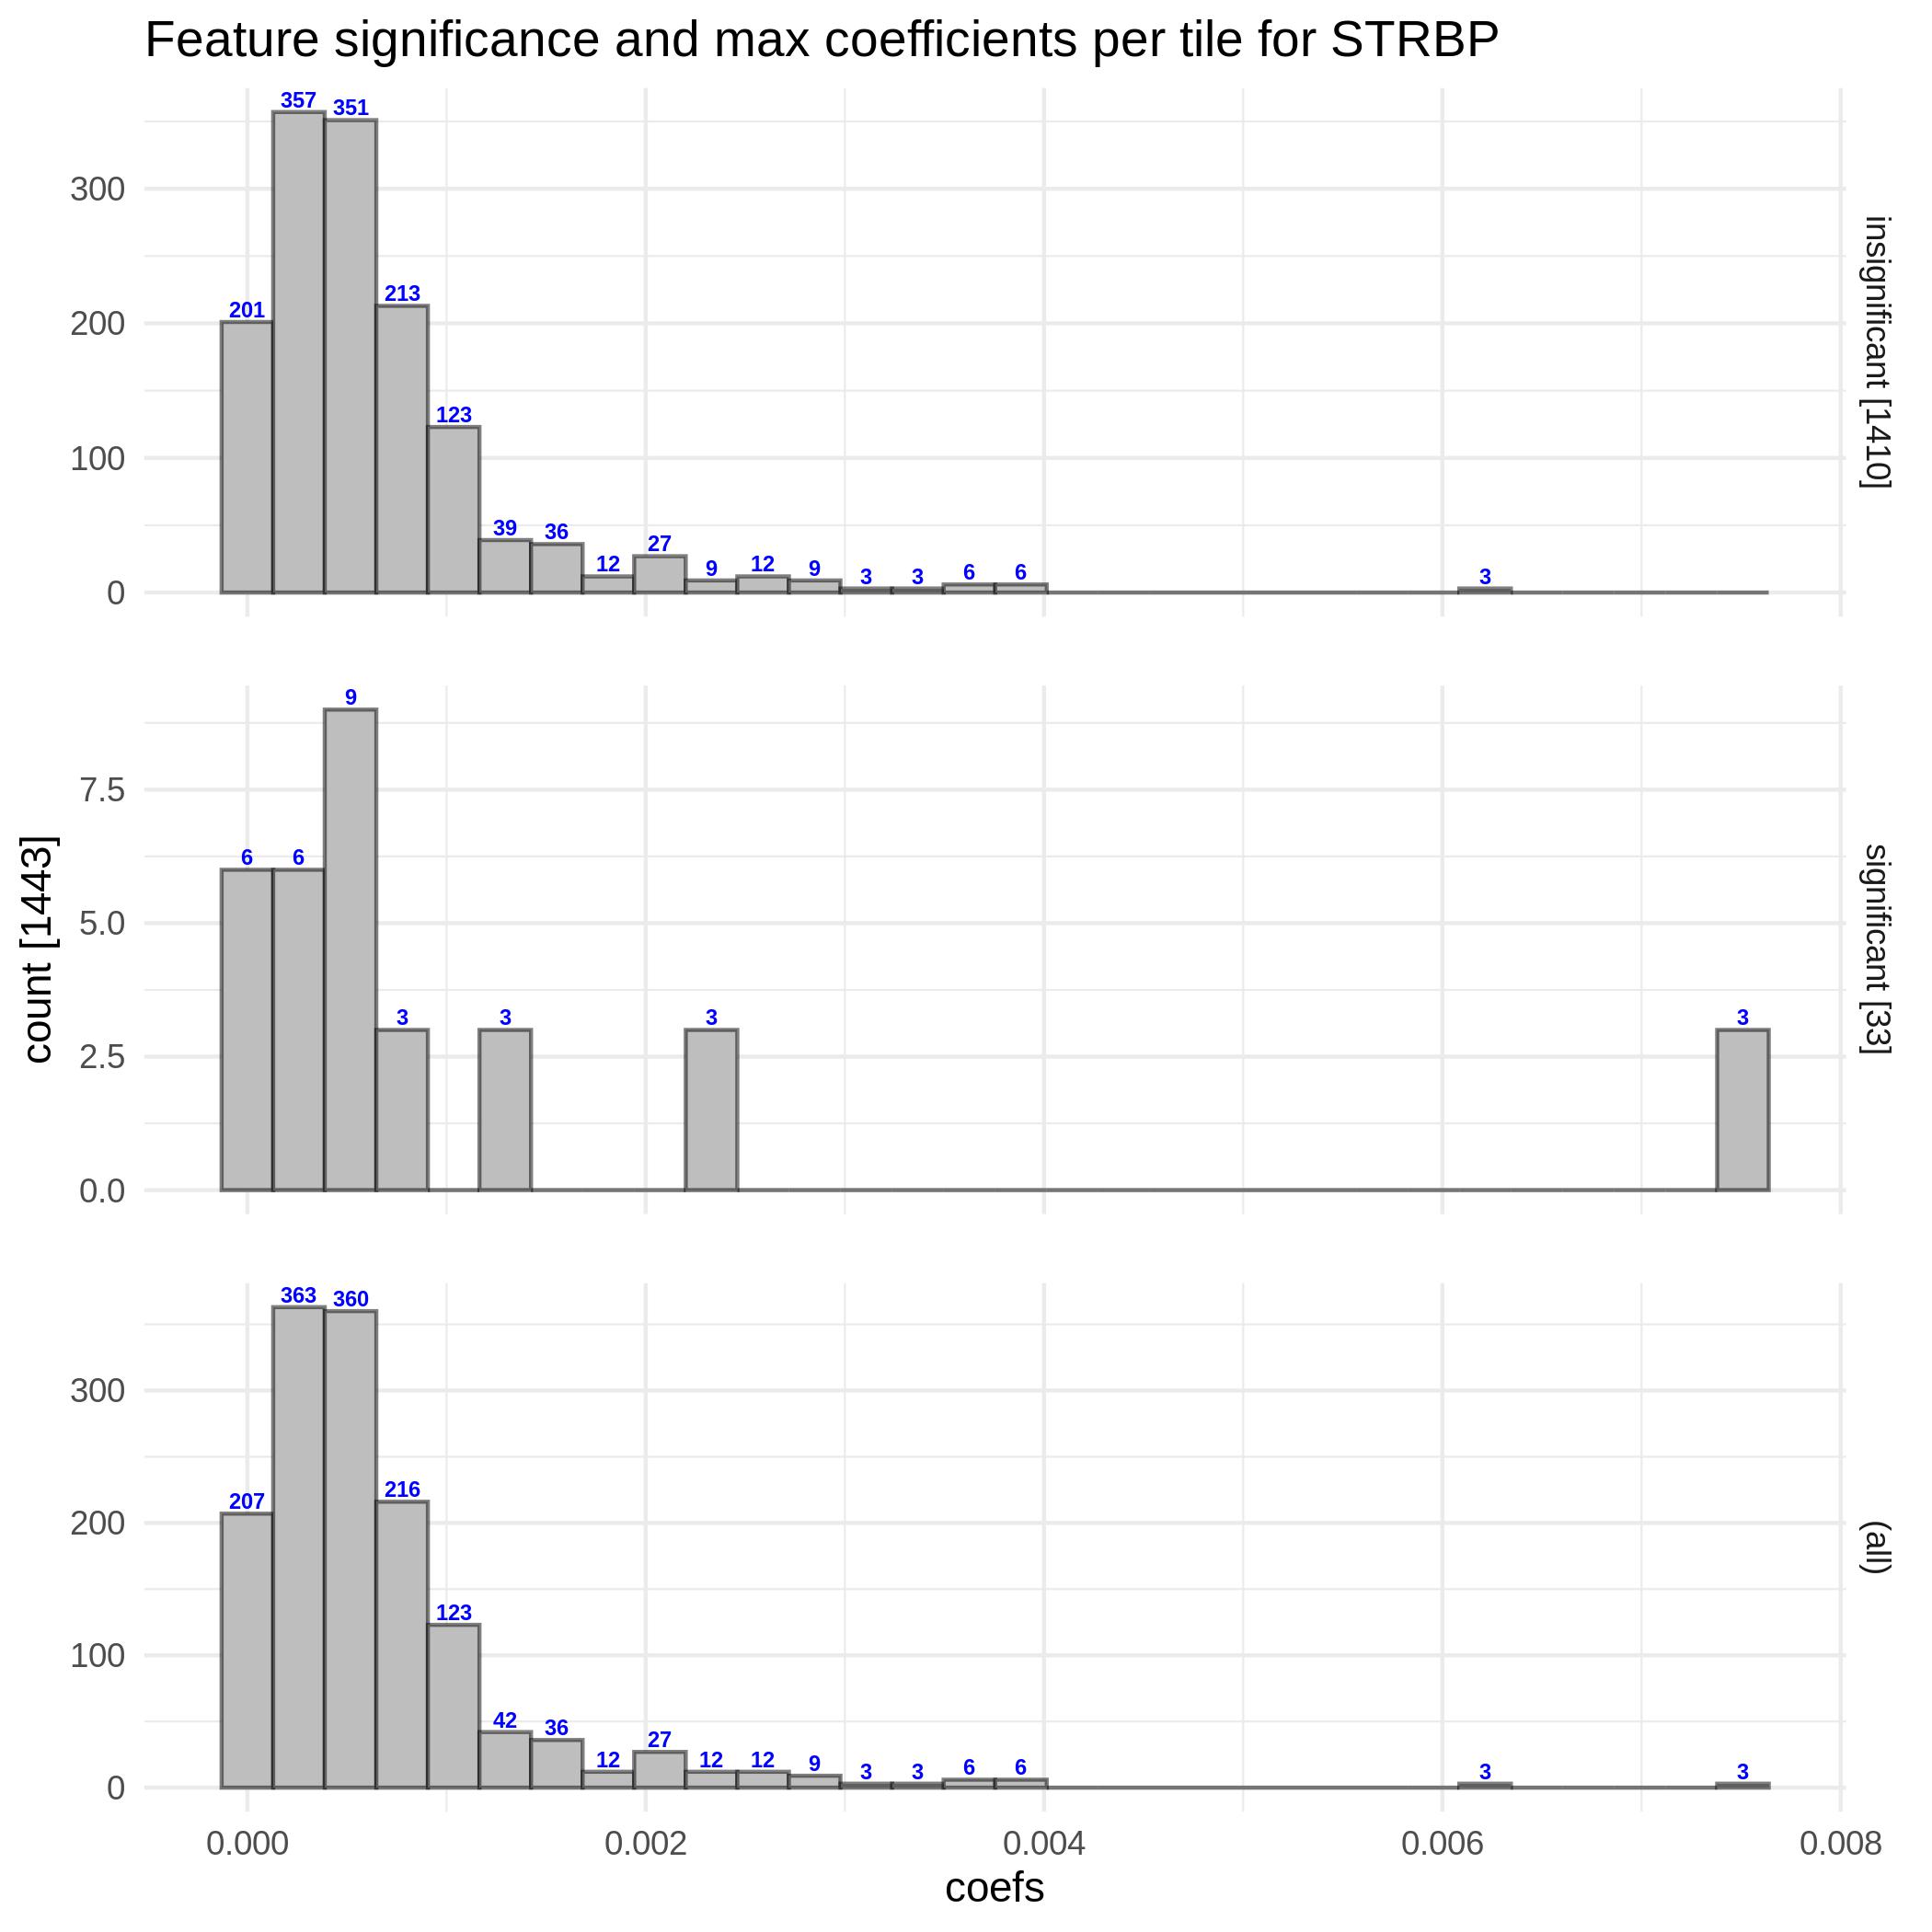 Feature significance and max coefficients per tile for STRBP
357 351
300
213
201
200
insignificant [1410]
123
100
39 36 12 27 9 12 9 3 3 6 6 3
0
9
7.5
6 6
5.0
count [1443]
significant [33]
3 3 3 3
2.5
0.0
363 360
300
216
207
200
(all)
123
100
42 36 12 27 12 12 9 3 3 6 6 3 3
0
0.000 0.002 0.004 0.006 0.008
coefs